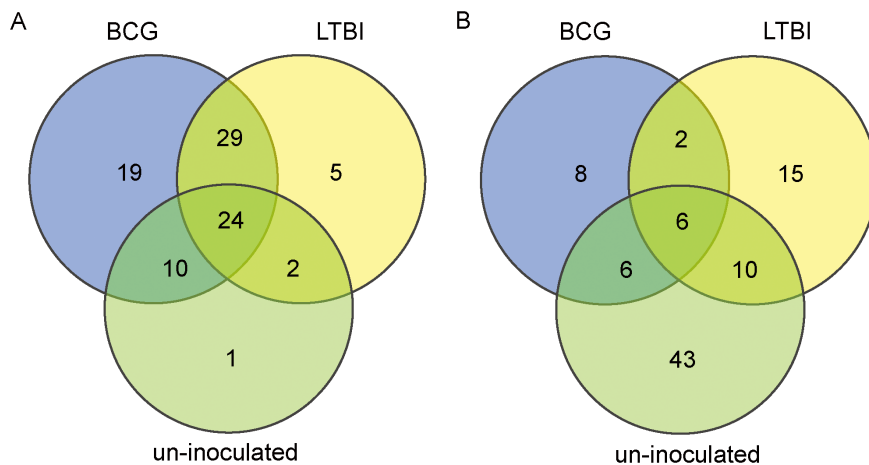 A
BCG
LTBI
29
19
5
24
10
2
1
un-inoculated
B
BCG
LTBI
2
8
15
6
6
10
43
un-inoculated